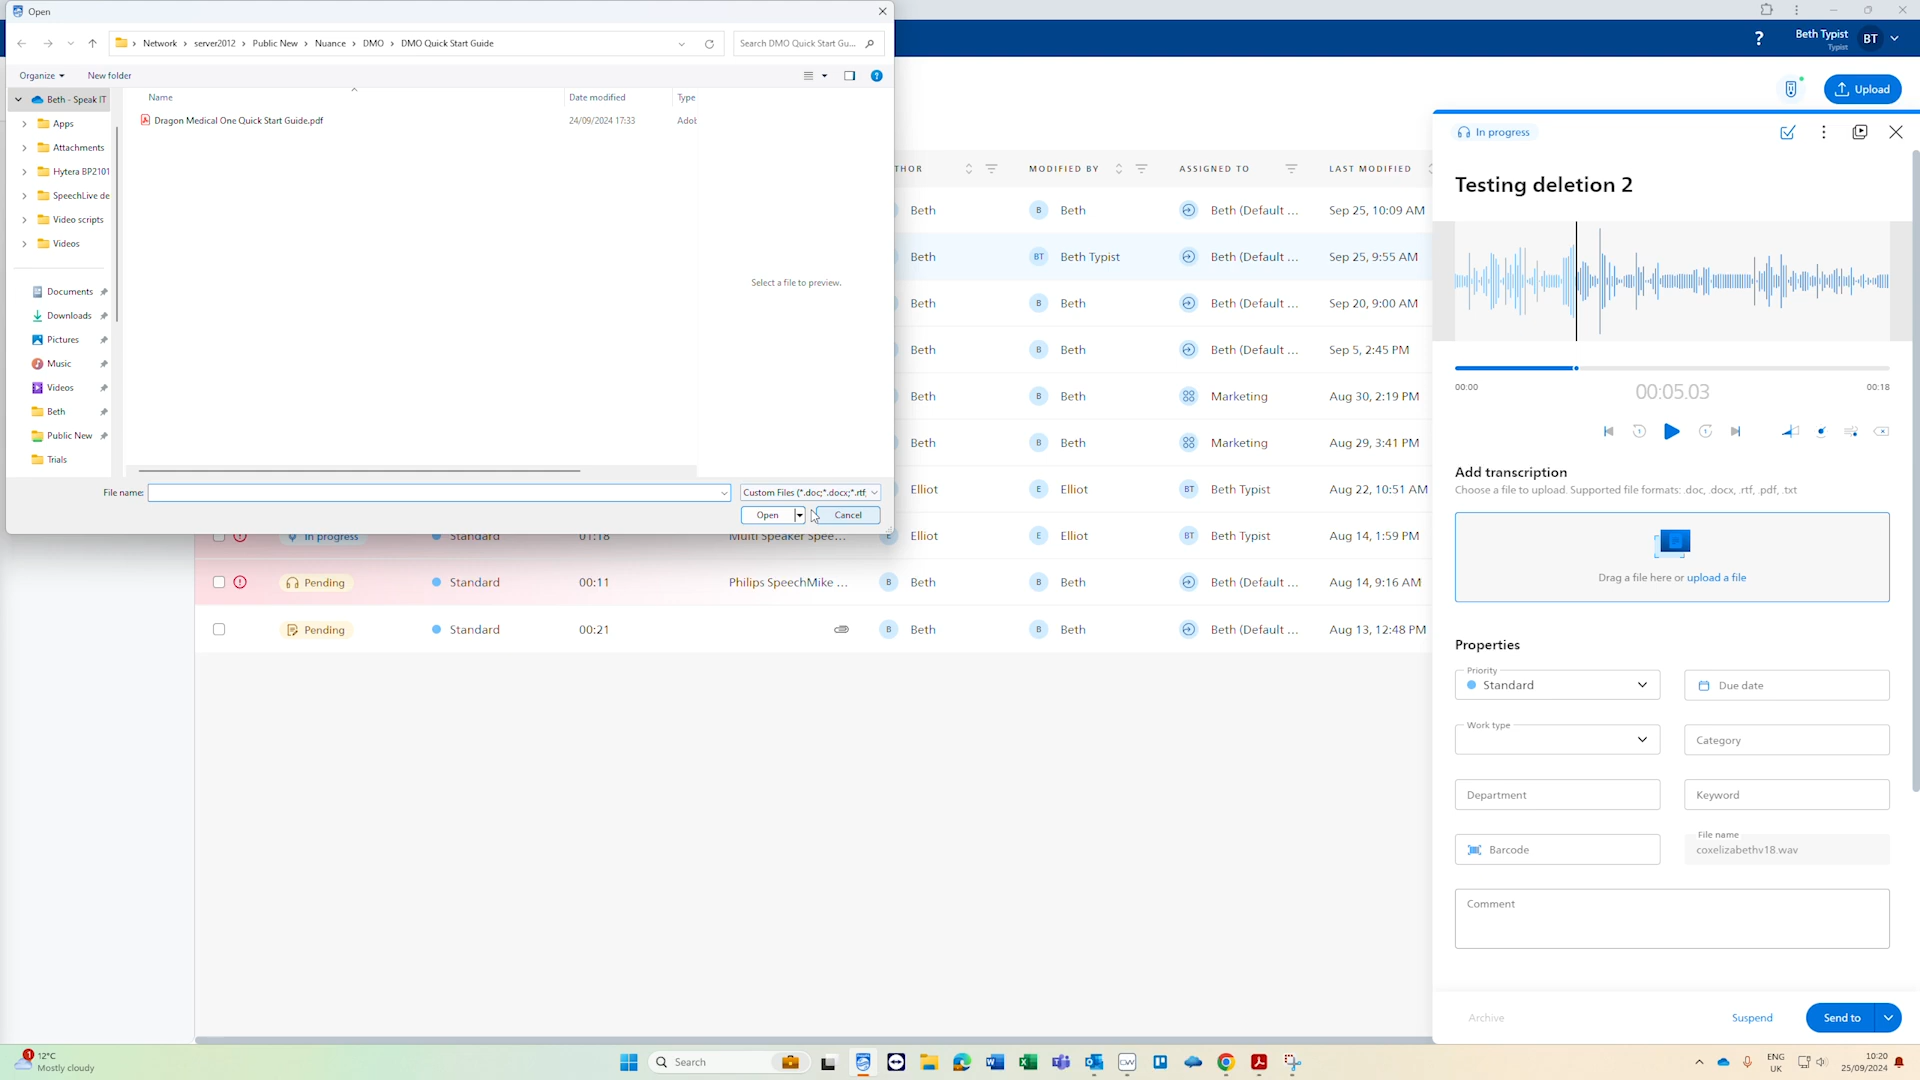 Open
Network > server2012 > Public New > Nuance > DMO > DMO Quick Start Guide
Search DMO Quick Start Gu...
Organize
New folder
Name
Date modified
Type
Beth - Speak IT
Apps
Attachments
Hytera BP2101
SpeechLive de
Video scripts
Videos
Documents
Downloads
Pictures
Music
Videos
Beth
Public New
Trials
Dragon Medical One Quick Start Guide.pdf
24/09/2024 17:33
Adob
Select a file to preview.
File name:
Custom Files (*.doc;*.docx;*.rtf,
Open
Cancel
?
Beth Typist
Typist
BT
Upload
THOR
MODIFIED BY
ASSIGNED TO
LAST MODIFIED
Beth B Beth Beth (Default ... Sep 25, 10:09 AM
Beth BT Beth Typist Beth (Default ... Sep 25, 9:55 AM
Beth B Beth Beth (Default ... Sep 20, 9:00 AM
Beth B Beth Beth (Default ... Sep 5, 2:45 PM
Beth B Beth Marketing Aug 30, 2:19 PM
Beth B Beth Marketing Aug 29, 3:41 PM
Elliot E Elliot BT Beth Typist Aug 22, 10:51 AM
In progress Standard 01:18 Multi Speaker Spee... E Elliot E Elliot BT Beth Typist Aug 14, 1:59 PM
Pending Standard 00:11 Philips SpeechMike ... B Beth B Beth Beth (Default ... Aug 14, 9:16 AM
Pending Standard 00:21 B Beth B Beth Beth (Default ... Aug 13, 12:48 PM
In progress
Testing deletion 2
00:00
00:05.03
00:18
Add transcription
Choose a file to upload. Supported file formats: .doc, .docx, .rtf, .pdf, .txt
Drag a file here or upload a file
Properties
Priority
Standard
Due date
Work type
Category
Department
Keyword
Barcode
File name
coxelizabethv18.wav
Comment
Archive
Suspend
Send to
1
12°C
Mostly cloudy
Search
CW
ENG
UK
10:20
25/09/2024